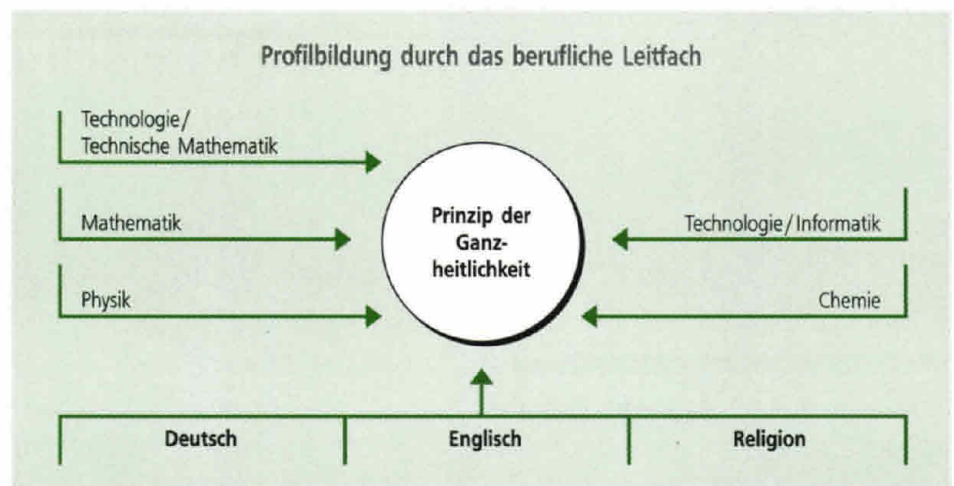 Profilbildung durch das berufliche Leitfach
Technologie/
Technische Mathematik
Mathematik
Physik
Prinzip der
Ganz-
heitlichkeit
Technologie/Informatik
Chemie
Deutsch
Englisch
Religion